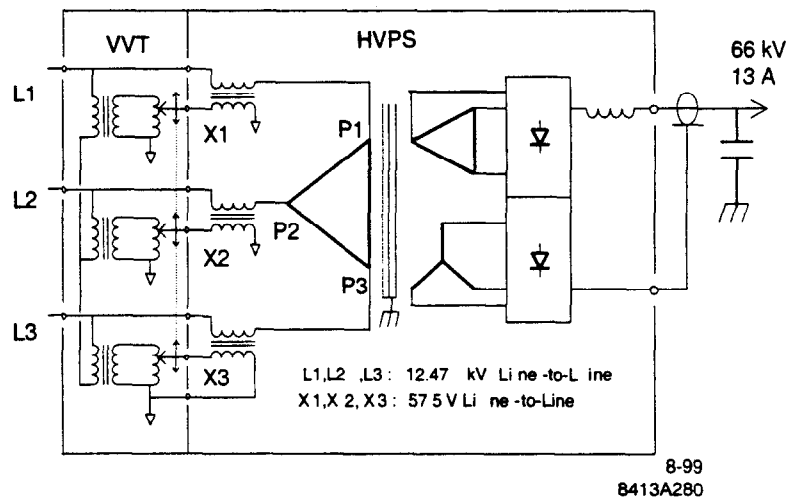 VVT
HVPS
66 kV
13 A
L1
X1
P1
L2
X2
P2
P3
L3
X3
L1,L2 ,L3 : 12.47 kV Li ne -to-L ine
X1,X 2, X3 : 57 5 V Li ne -to-Line
8-99
8413A280